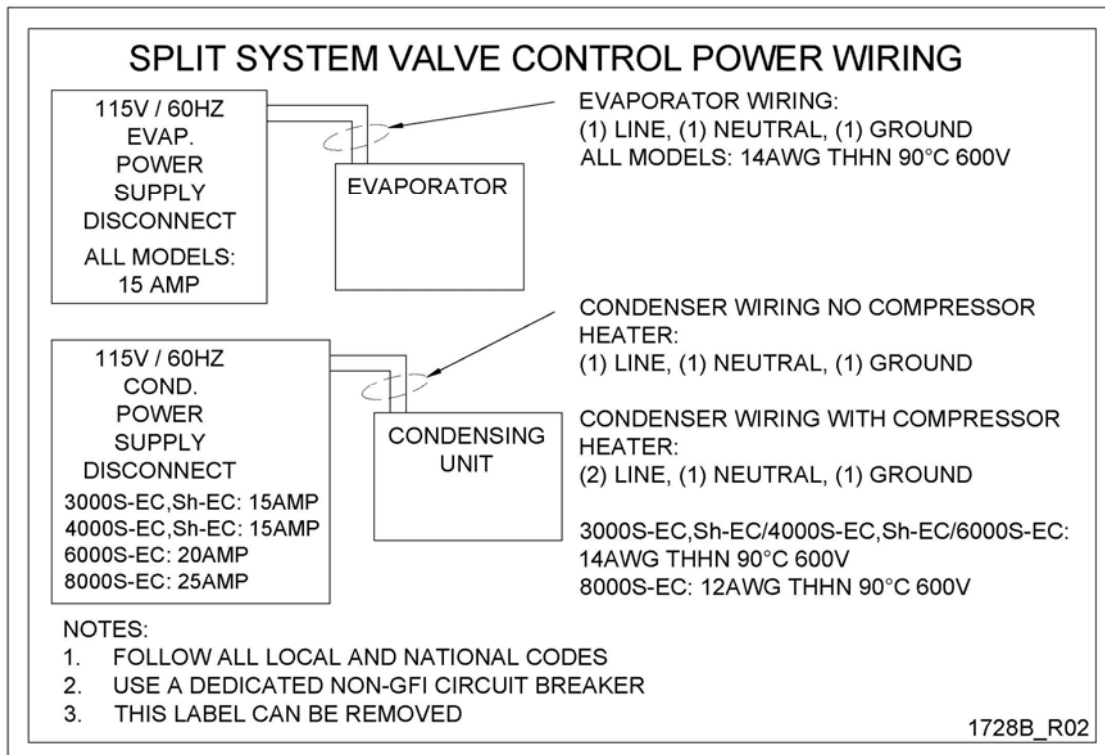 SPLIT SYSTEM VALVE CONTROL POWER WIRING
115V / 60HZ
EVAP.
POWER
SUPPLY
DISCONNECT
ALL MODELS:
15 AMP
EVAPORATOR
EVAPORATOR WIRING:
(1) LINE, (1) NEUTRAL, (1) GROUND
ALL MODELS: 14AWG THHN 90°C 600V
115V / 60HZ
COND.
POWER
SUPPLY
DISCONNECT
3000S-EC,Sh-EC: 15AMP
4000S-EC,Sh-EC: 15AMP
6000S-EC: 20AMP
8000S-EC: 25AMP
CONDENSING
UNIT
CONDENSER WIRING NO COMPRESSOR
HEATER:
(1) LINE, (1) NEUTRAL, (1) GROUND
CONDENSER WIRING WITH COMPRESSOR
HEATER:
(2) LINE, (1) NEUTRAL, (1) GROUND
3000S-EC,Sh-EC/4000S-EC,Sh-EC/6000S-EC:
14AWG THHN 90°C 600V
8000S-EC: 12AWG THHN 90°C 600V
NOTES:
1. FOLLOW ALL LOCAL AND NATIONAL CODES
2. USE A DEDICATED NON-GFI CIRCUIT BREAKER
3. THIS LABEL CAN BE REMOVED
1728B_R02